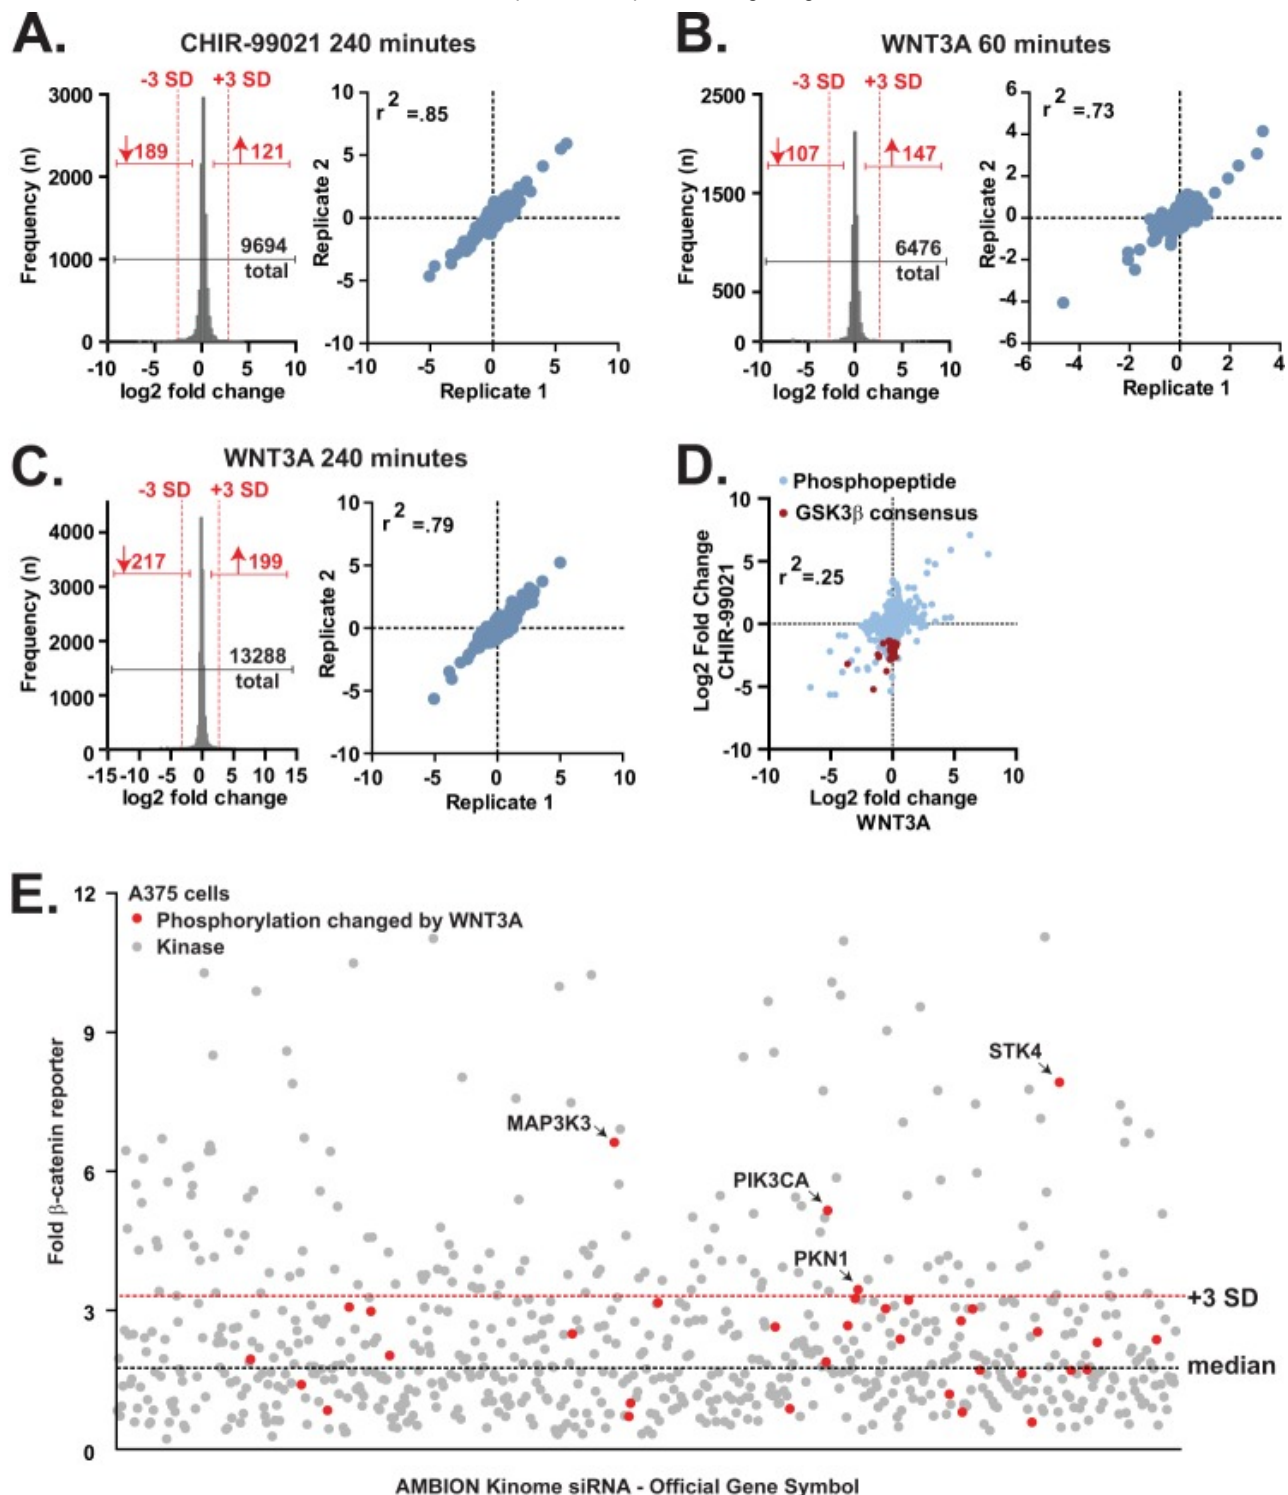 A.
CHIR-99021 240 minutes
-3 SD
+3 SD
3000
2000
1000
0
Frequency (n)
189
121
9694
total
-10
-5
0
5
10
log2 fold change
10
5
0
-5
-10
Replicate 2
r2 =.85
-10
-5
0
5
10
Replicate 1
B.
WNT3A 60 minutes
-3 SD
+3 SD
2500
1500
500
0
Frequency (n)
107
147
6476
total
-10
-5
0
5
10
log2 fold change
6
4
2
0
-2
-4
-6
Replicate 2
r2 =.73
-6
-4
-2
0
2
4
Replicate 1
C.
WNT3A 240 minutes
-3 SD
+3 SD
4000
3000
2000
1000
0
Frequency (n)
217
199
13288
total
-15
-10
-5
0
5
10
15
log2 fold change
10
5
0
-5
-10
Replicate 2
r2 =.79
-10
-5
0
5
10
Replicate 1
D.
Phosphopeptide
GSK3β consensus
10
5
0
-5
-10
Log2 Fold Change
CHIR-99021
r2 =.25
-10
-5
0
5
10
Log2 fold change
WNT3A
E.
A375 cells
Phosphorylation changed by WNT3A
Kinase
12
9
6
3
0
Fold β-catenin reporter
MAP3K3
PIK3CA
PKN1
STK4
+3 SD
median
AMBION Kinome siRNA - Official Gene Symbol